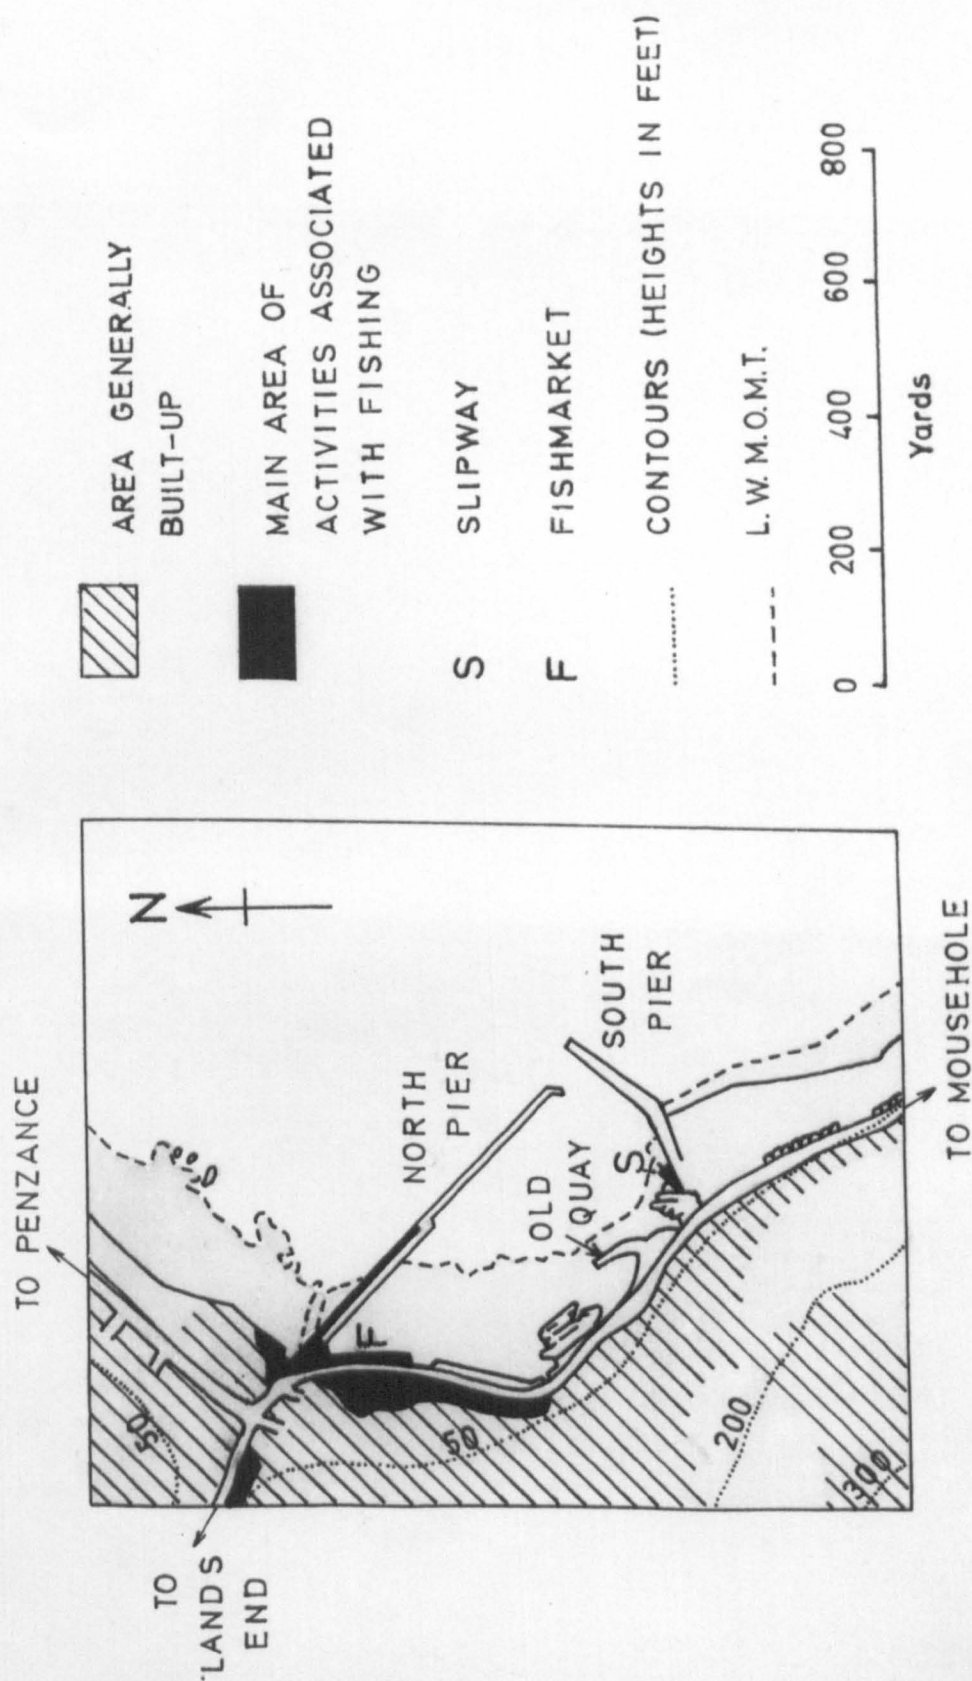 TO PENZANCE
TO
LANDS
END
50
N
NORTH
PIER
F
50
OLD
QUAY
S
SOUTH
PIER
200
300
TO MOUSEHOLE
AREA GENERALLY
BUILT-UP
MAIN AREA OF
ACTIVITIES ASSOCIATED
WITH FISHING
S SLIPWAY
F FISHMARKET
CONTOURS (HEIGHTS IN FEET)
L.W.M.O.M.T.
0 200 400 600 800
Yards